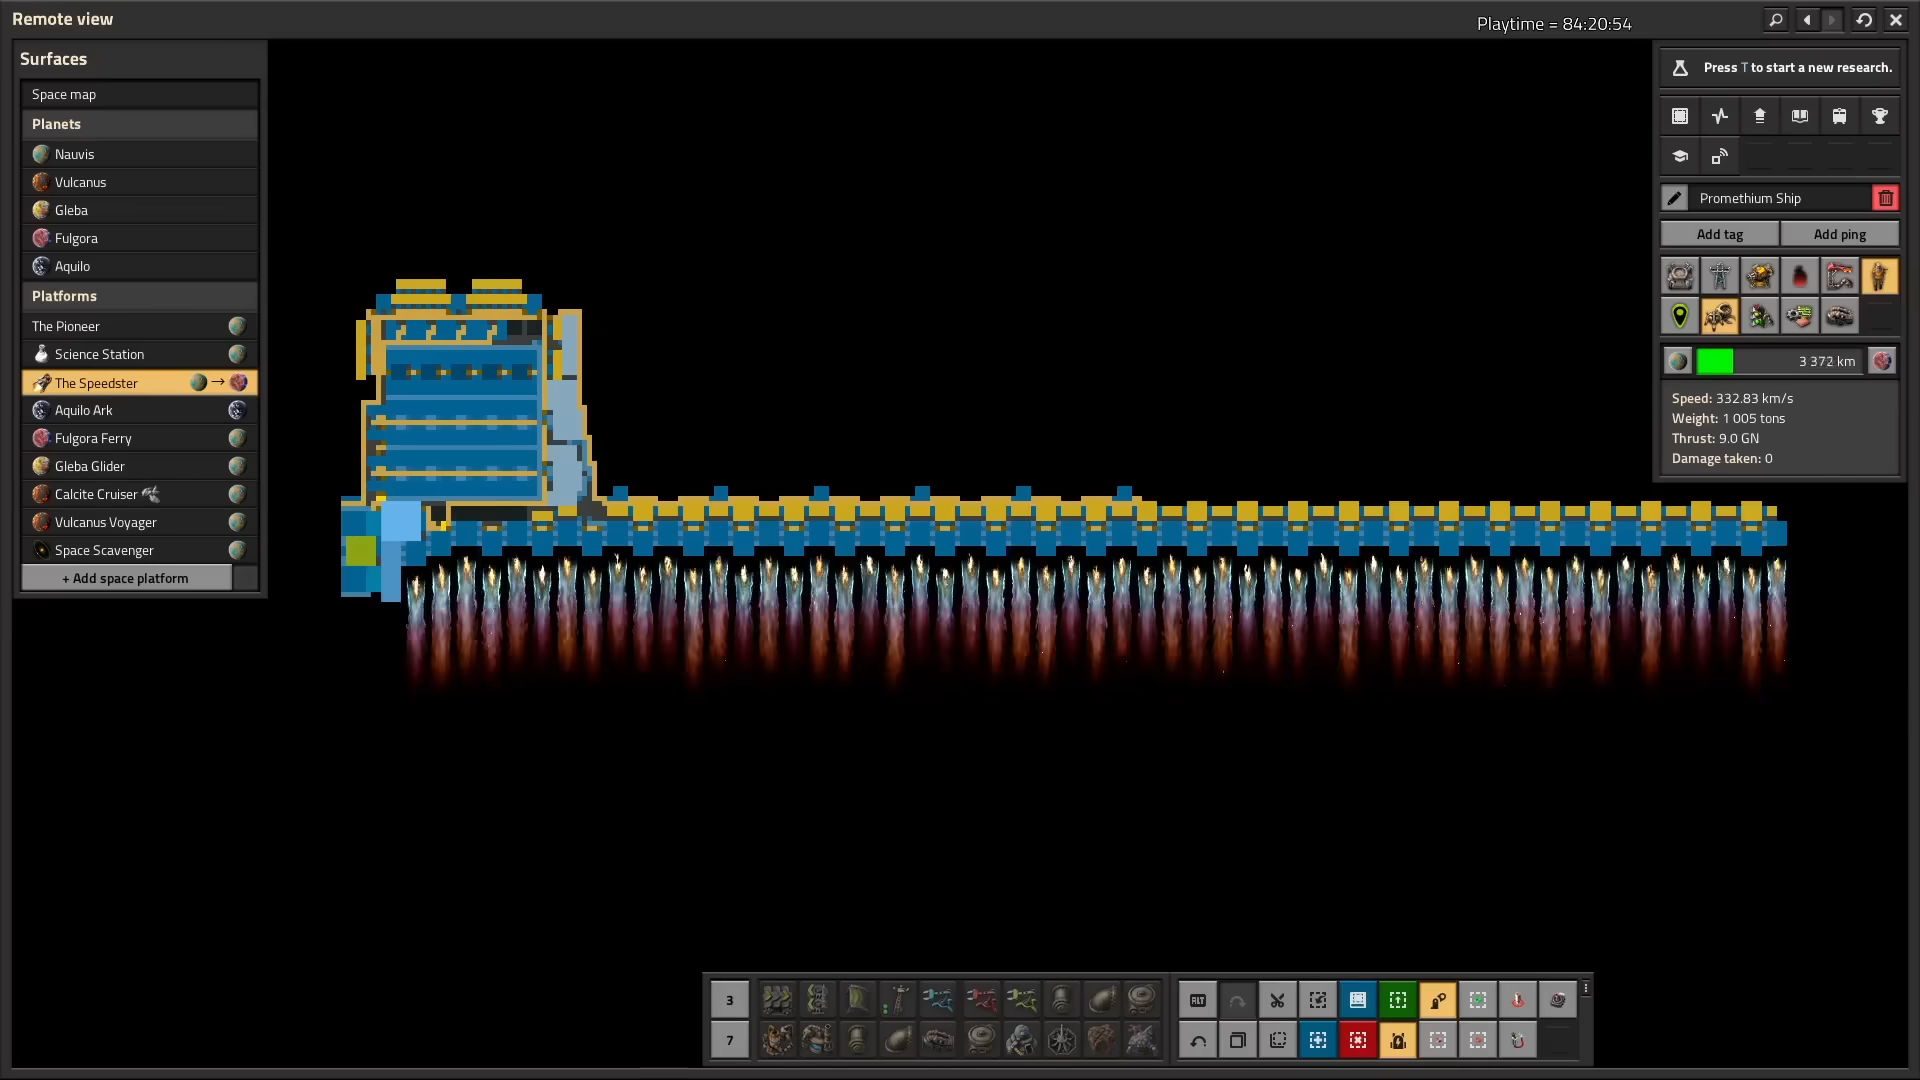 Remote view
Playtime = 84:20:54
Surfaces
Space map
Planets
Nauvis
Vulcanus
Gleba
Fulgora
Aquilo
Platforms
The Pioneer
Science Station
The Speedster
Aquilo Ark
Fulgora Ferry
Gleba Glider
Calcite Cruiser
Vulcanus Voyager
Space Scavenger
+ Add space platform
Press T to start a new research.
Promethium Ship
Add tag
Add ping
3 372 km
Speed: 332.83 km/s
Weight: 1 005 tons
Thrust: 9.0 GN
Damage taken: 0
3
ALT
7